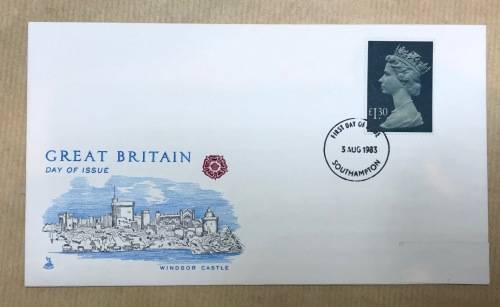 £1.30
FIRST DAY OF ISSUE
3 AUG 1983
SOUTHAMPTON
GREAT BRITAIN
DAY OF ISSUE
WINDSOR CASTLE